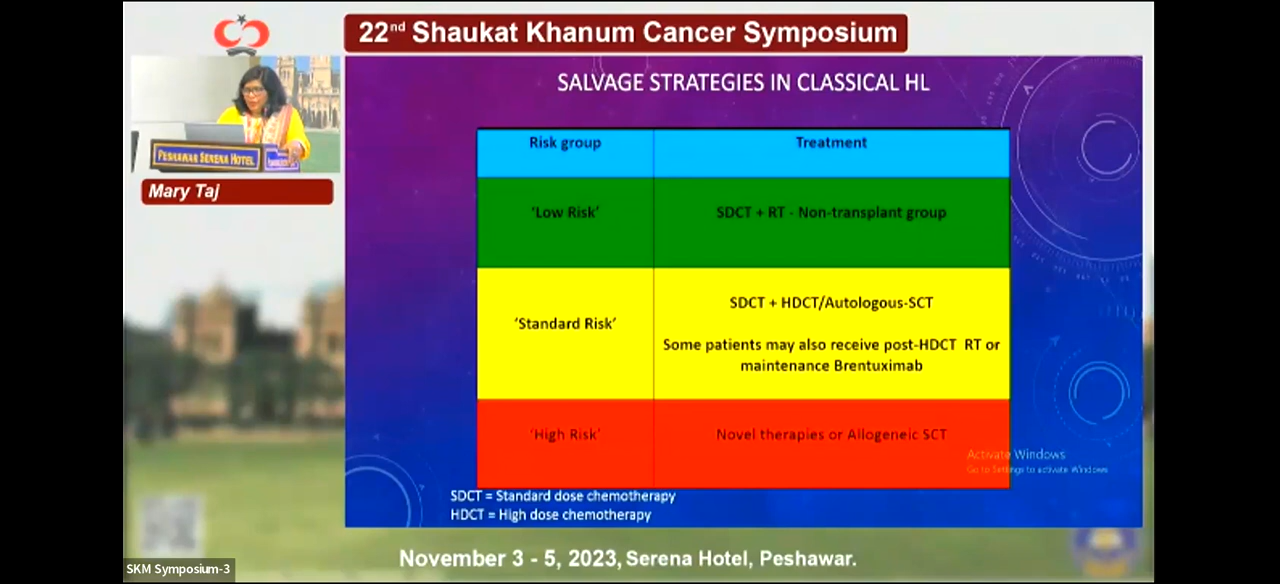 22nd Shaukat Khanum Cancer Symposium
PESHAWAR SERENA HOTEL
Mary Taj
SALVAGE STRATEGIES IN CLASSICAL HL
Risk group
Treatment
'Low Risk'
SDCT + RT - Non-transplant group
'Standard Risk'
SDCT + HDCT/Autologous-SCT
Some patients may also receive post-HDCT RT or
maintenance Brentuximab
'High Risk'
Novel therapies or Allogeneic SCT
Activate Windows
Go to Settings to activate Windows
SDCT = Standard dose chemotherapy
HDCT = High dose chemotherapy
November 3 - 5, 2023, Serena Hotel, Peshawar.
SKM Symposium-3